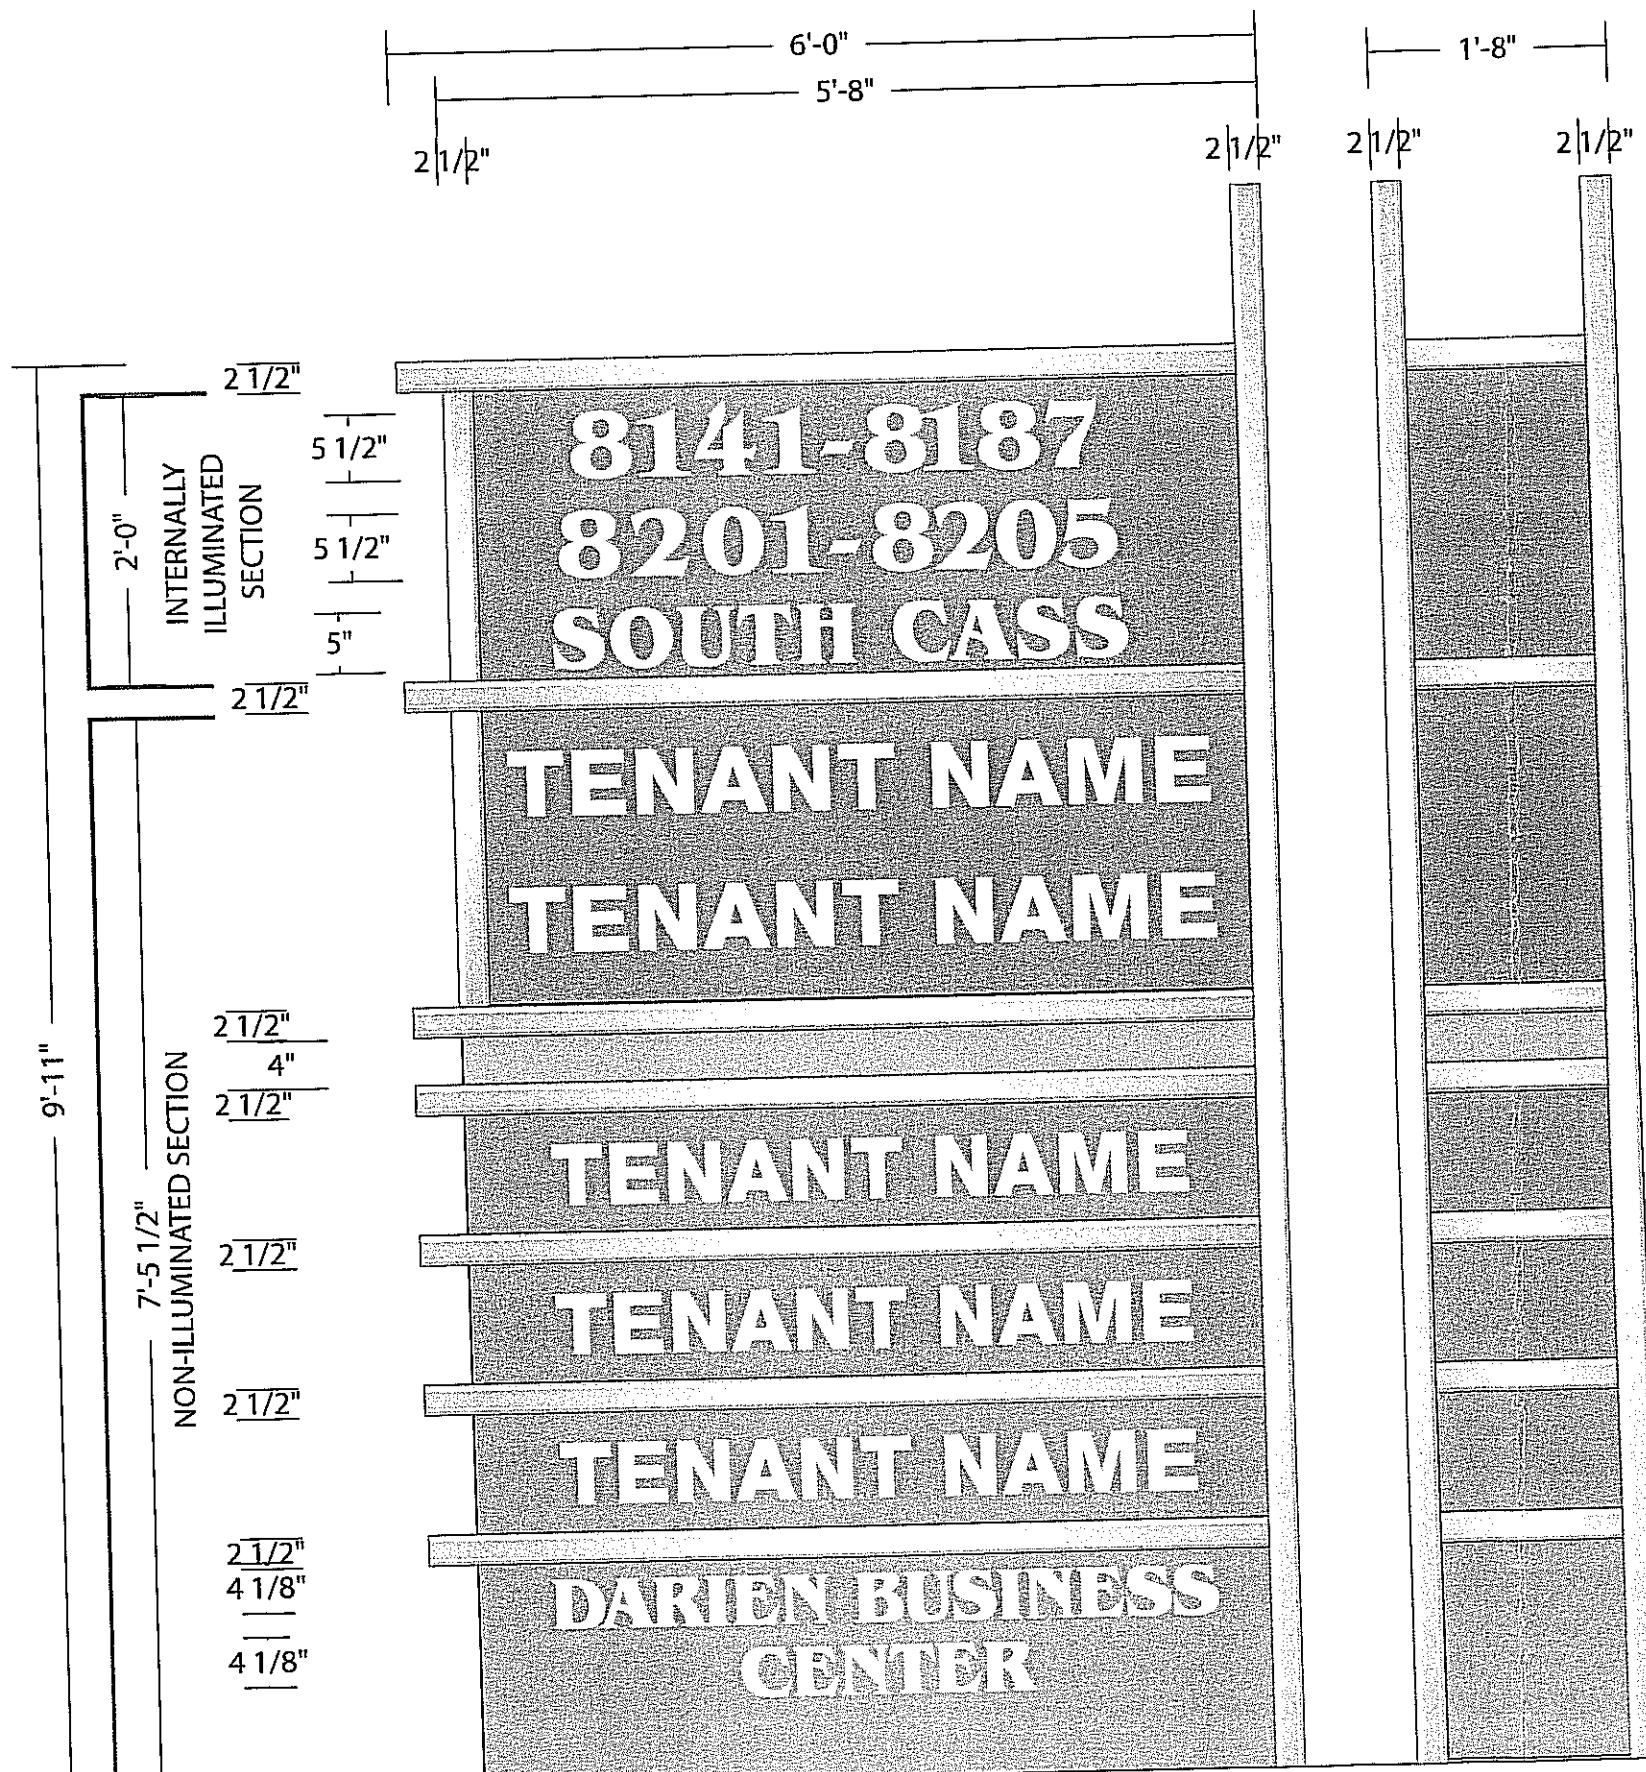 6'-0"
1'-8"
5'-8"
2 1/2"
2 1/2"
2 1/2"
2 1/2"
2 1/2"
8141-8187
5 1/2"
INTERNALLY
ILLUMINATED
SECTION
2'-0"
8201-8205
5 1/2"
SOUTH CASS
5"
2 1/2"
TENANT NAME
TENANT NAME
2 1/2"
4"
9'-11"
2 1/2"
TENANT NAME
7'-5 1/2"
NON-ILLUMINATED SECTION
2 1/2"
TENANT NAME
2 1/2"
TENANT NAME
2 1/2"
4 1/8"
DARIEN BUSINESS
4 1/8"
CENTER